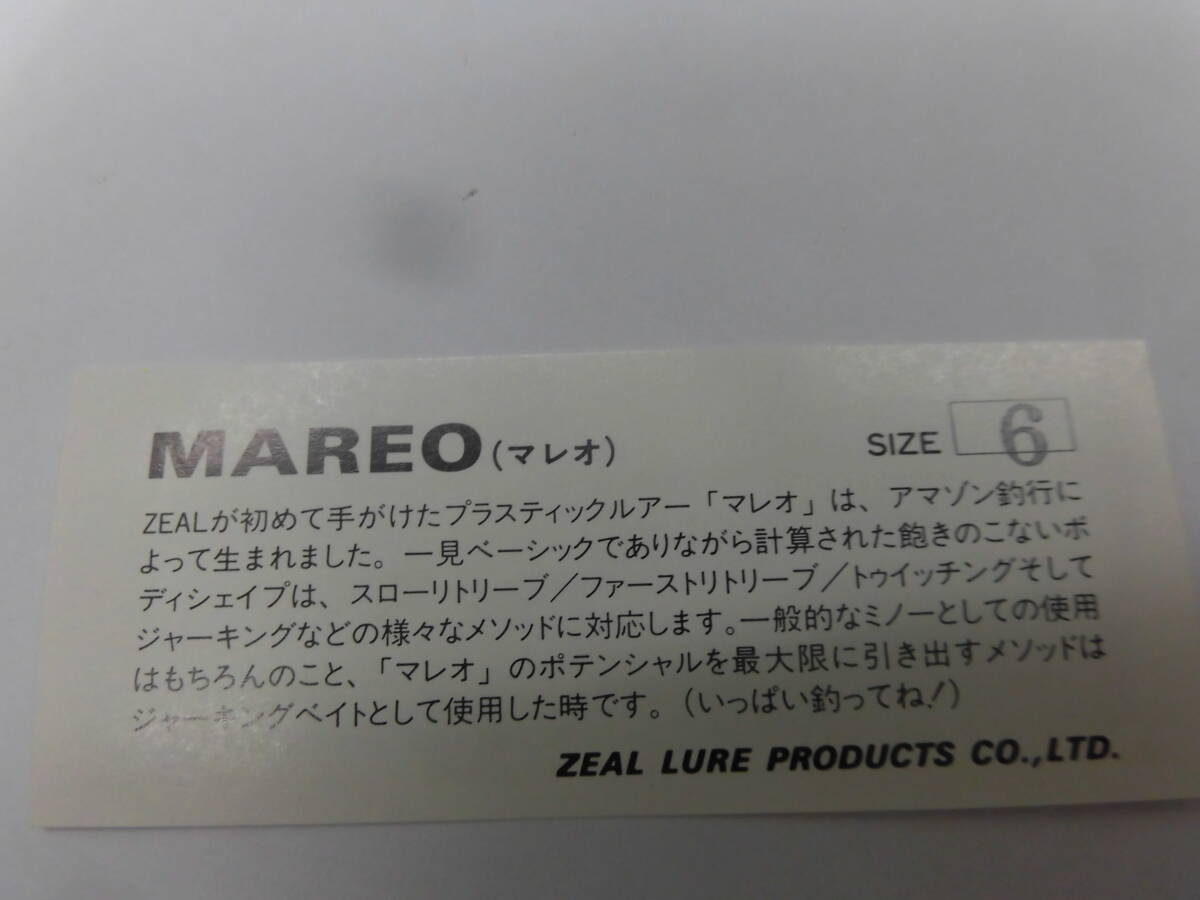 MAREO(マレオ) SIZE 6
ZEALが初めて手がけたプラスティックルアー「マレオ」は、アマゾン釣行に
よって生まれました。一見ベーシックでありながら計算された飽きのこないボ
ディシェイプは、スローリトリーブ/ファーストリトリーブ/トゥイッチングそして
ジャーキングなどの様々なメソッドに対応します。一般的なミノーとしての使用
はもちろんのこと、「マレオ」のポテンシャルを最大限に引き出すメソッドは
ジャーキングベイトとして使用した時です。(いっぱい釣ってね!)
ZEAL LURE PRODUCTS CO.,LTD.